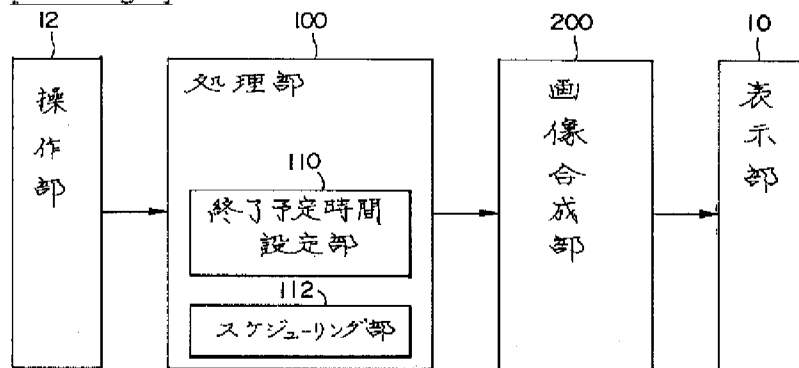 12
100
200
10
操作部
処理部
110
終了予定時間
設定部
112
スケジューリング部
画像合成部
表示部